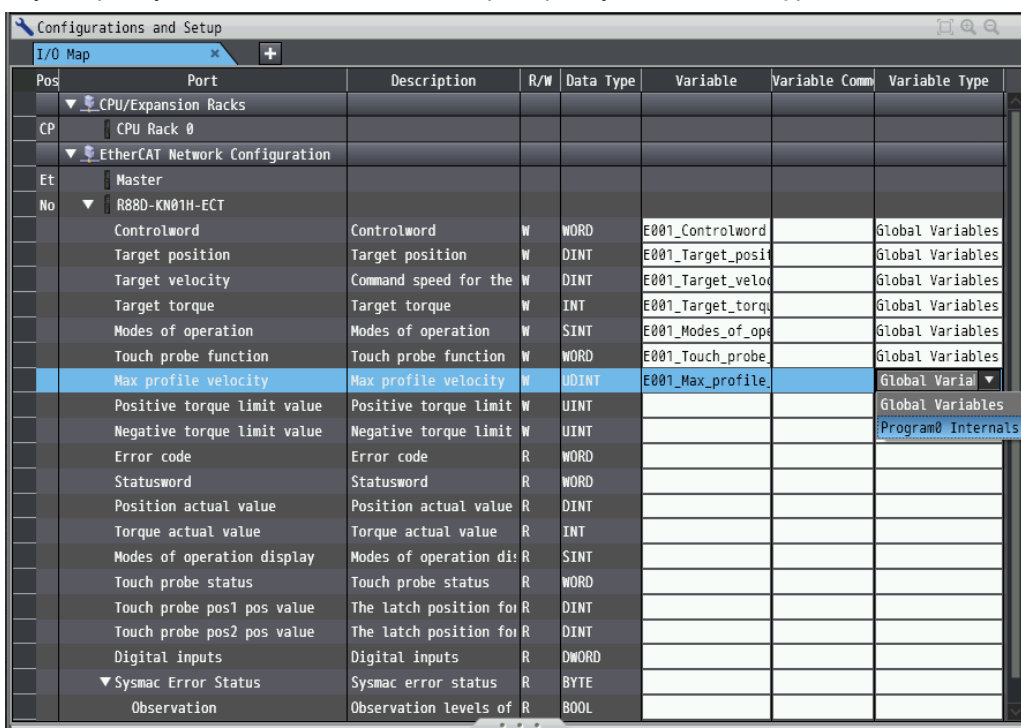 Configurations and Setup
I/O Map × +
Pos Port Description R/W Data Type Variable Variable Comm Variable Type
▼ CPU/Expansion Racks
CP CPU Rack 0
▼ EtherCAT Network Configuration
Et Master
No ▼ R88D-KN01H-ECT
Controlword Controlword W WORD E001_Controlword Global Variables
Target position Target position W DINT E001_Target_posit Global Variables
Target velocity Command speed for the W DINT E001_Target_veloc Global Variables
Target torque Target torque W INT E001_Target_torqu Global Variables
Modes of operation Modes of operation W SINT E001_Modes_of_ope Global Variables
Touch probe function Touch probe function W WORD E001_Touch_probe_ Global Variables
Max profile velocity Max profile velocity W UDINT E001_Max_profile_ Global Varia ▼
Positive torque limit value Positive torque limit W UINT Global Variables
Negative torque limit value Negative torque limit W UINT Program0 Internals
Error code Error code R WORD
Statusword Statusword R WORD
Position actual value Position actual value R DINT
Torque actual value Torque actual value R INT
Modes of operation display Modes of operation dis R SINT
Touch probe status Touch probe status R WORD
Touch probe pos1 pos value The latch position for R DINT
Touch probe pos2 pos value The latch position for R DINT
Digital inputs Digital inputs R DWORD
▼ Sysmac Error Status Sysmac error status R BYTE
Observation Observation levels of R BOOL